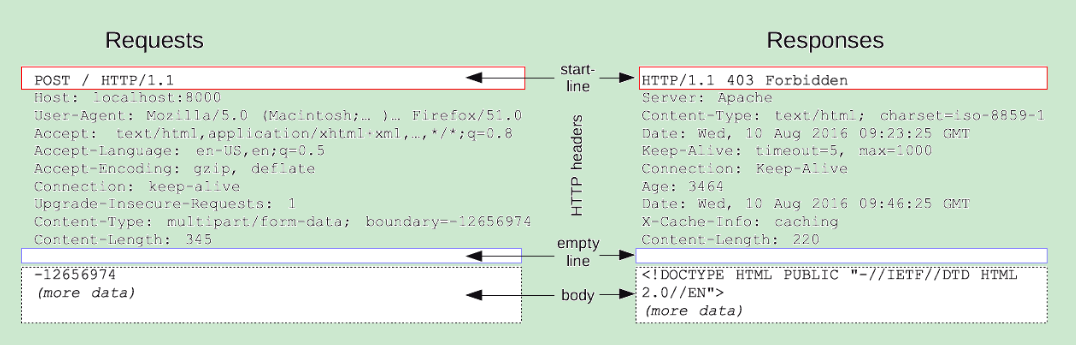 Requests
POST / HTTP/1.1
Host: localhost:8000
User-Agent: Mozilla/5.0 (Macintosh;… )… Firefox/51.0
Accept: text/html,application/xhtml+xml,…,*/*;q=0.8
Accept-Language: en-US,en;q=0.5
Accept-Encoding: gzip, deflate
Connection: keep-alive
Upgrade-Insecure-Requests: 1
Content-Type: multipart/form-data; boundary=-12656974
Content-Length: 345
-12656974
(more data)
start-
line
HTTP headers
empty
line
body
Responses
HTTP/1.1 403 Forbidden
Server: Apache
Content-Type: text/html; charset=iso-8859-1
Date: Wed, 10 Aug 2016 09:23:25 GMT
Keep-Alive: timeout=5, max=1000
Connection: Keep-Alive
Age: 3464
Date: Wed, 10 Aug 2016 09:46:25 GMT
X-Cache-Info: caching
Content-Length: 220
<!DOCTYPE HTML PUBLIC "-//IETF//DTD HTML
2.0//EN">
(more data)